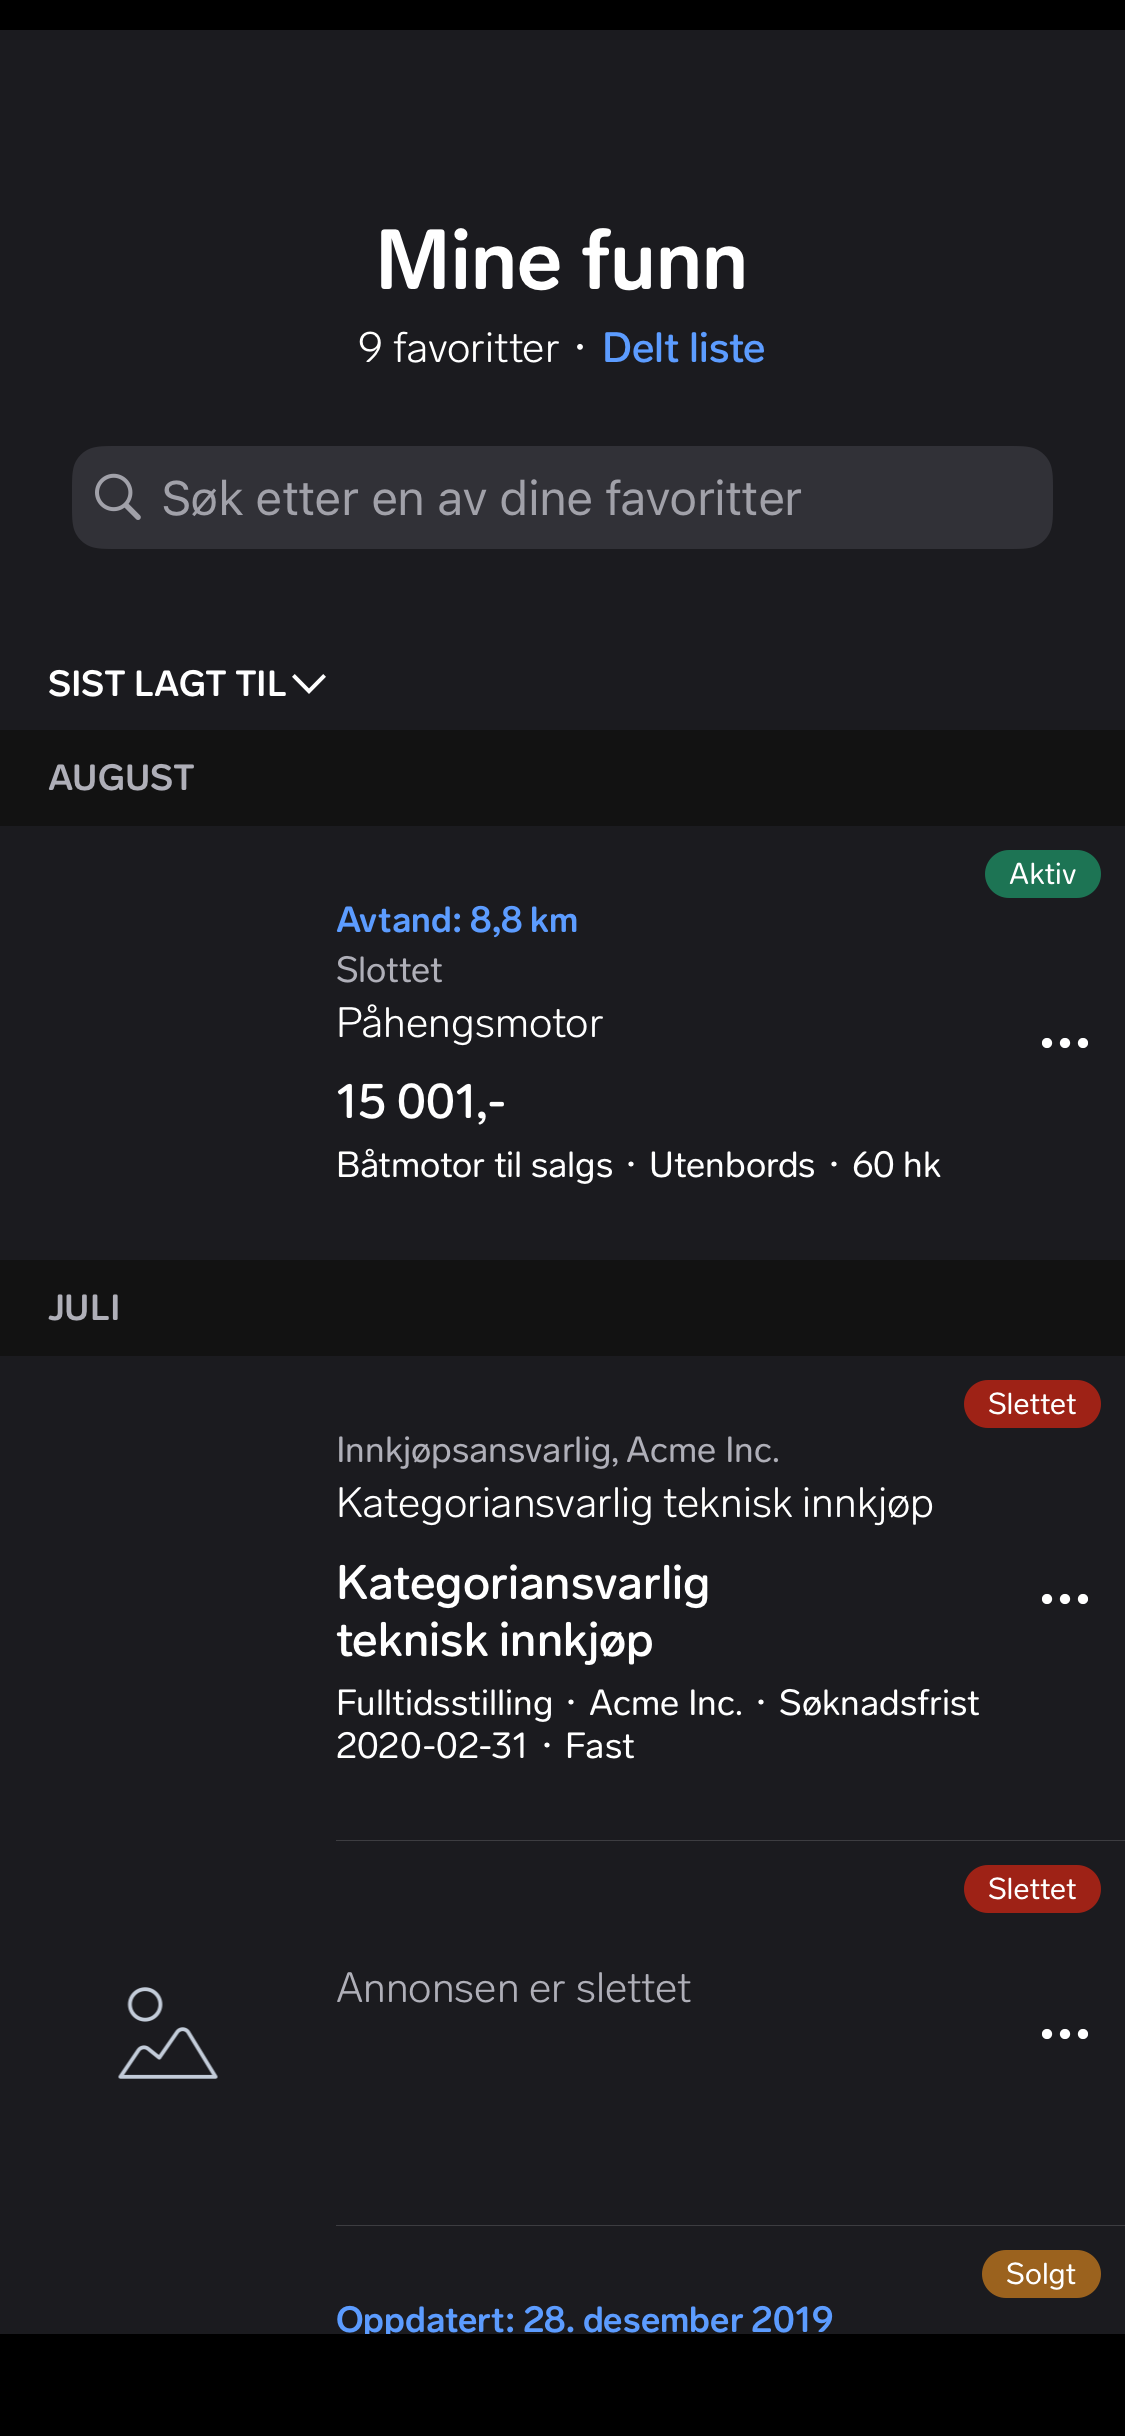 Mine funn
9 favoritter · Delt liste
Søk etter en av dine favoritter
SIST LAGT TIL
AUGUST
Aktiv
Avtand: 8,8 km
Slottet
Påhengsmotor
15 001,-
Båtmotor til salgs · Utenbords · 60 hk
JULI
Slettet
Innkjøpsansvarlig, Acme Inc.
Kategoriansvarlig teknisk innkjøp
Kategoriansvarlig
teknisk innkjøp
Fulltidsstilling · Acme Inc. · Søknadsfrist
2020-02-31 · Fast
Slettet
Annonsen er slettet
Solgt
Oppdatert: 28. desember 2019